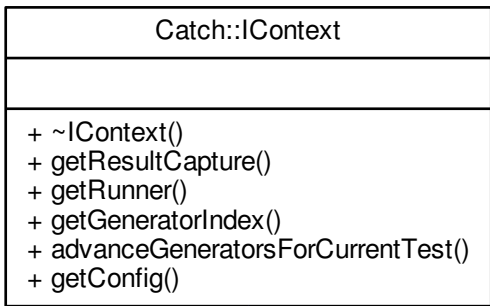 Catch::IContext
+ ~IContext()
+ getResultCapture()
+ getRunner()
+ getGeneratorIndex()
+ advanceGeneratorsForCurrentTest()
+ getConfig()